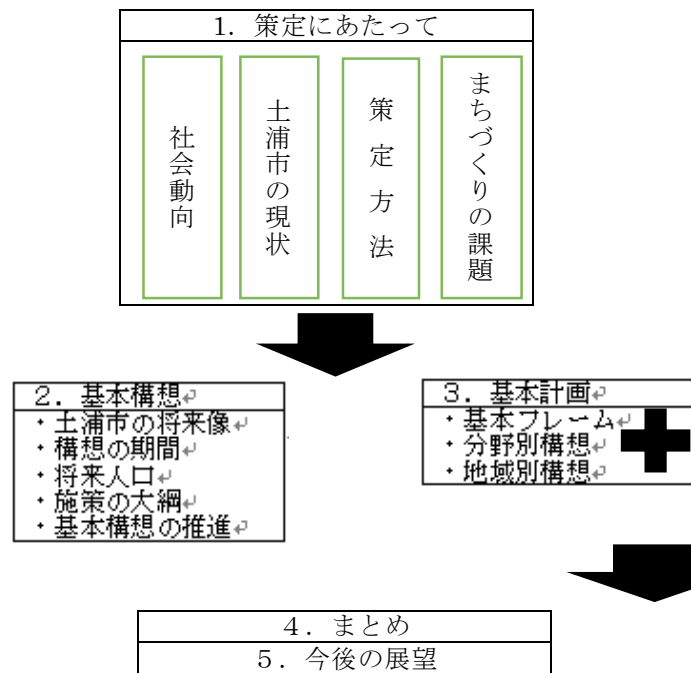 1. 策定にあたって
社会動向
土浦市の現状
策定方法
まちづくりの課題
2. 基本構想
・土浦市の将来像
・構想の期間
・将来人口
・施策の大綱
・基本構想の推進
3. 基本計画
・基本フレーム
・分野別構想
・地域別構想
4. まとめ
5. 今後の展望